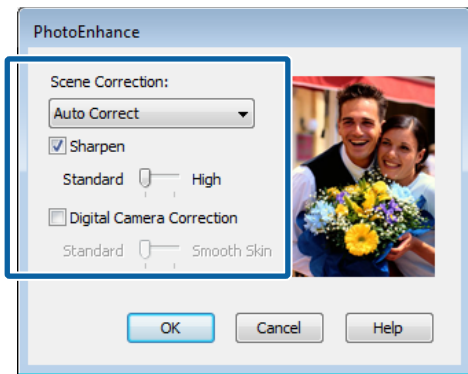 PhotoEnhance
Scene Correction:
Auto Correct
Sharpen
Standard High
Digital Camera Correction
Standard Smooth Skin
OK Cancel Help